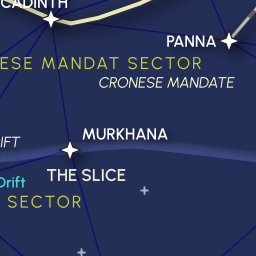 CADINTH
PANNA
ESE MANDAT SECTOR
CRONESE MANDATE
MURKHANA
IFT
THE SLICE
Drift
SECTOR